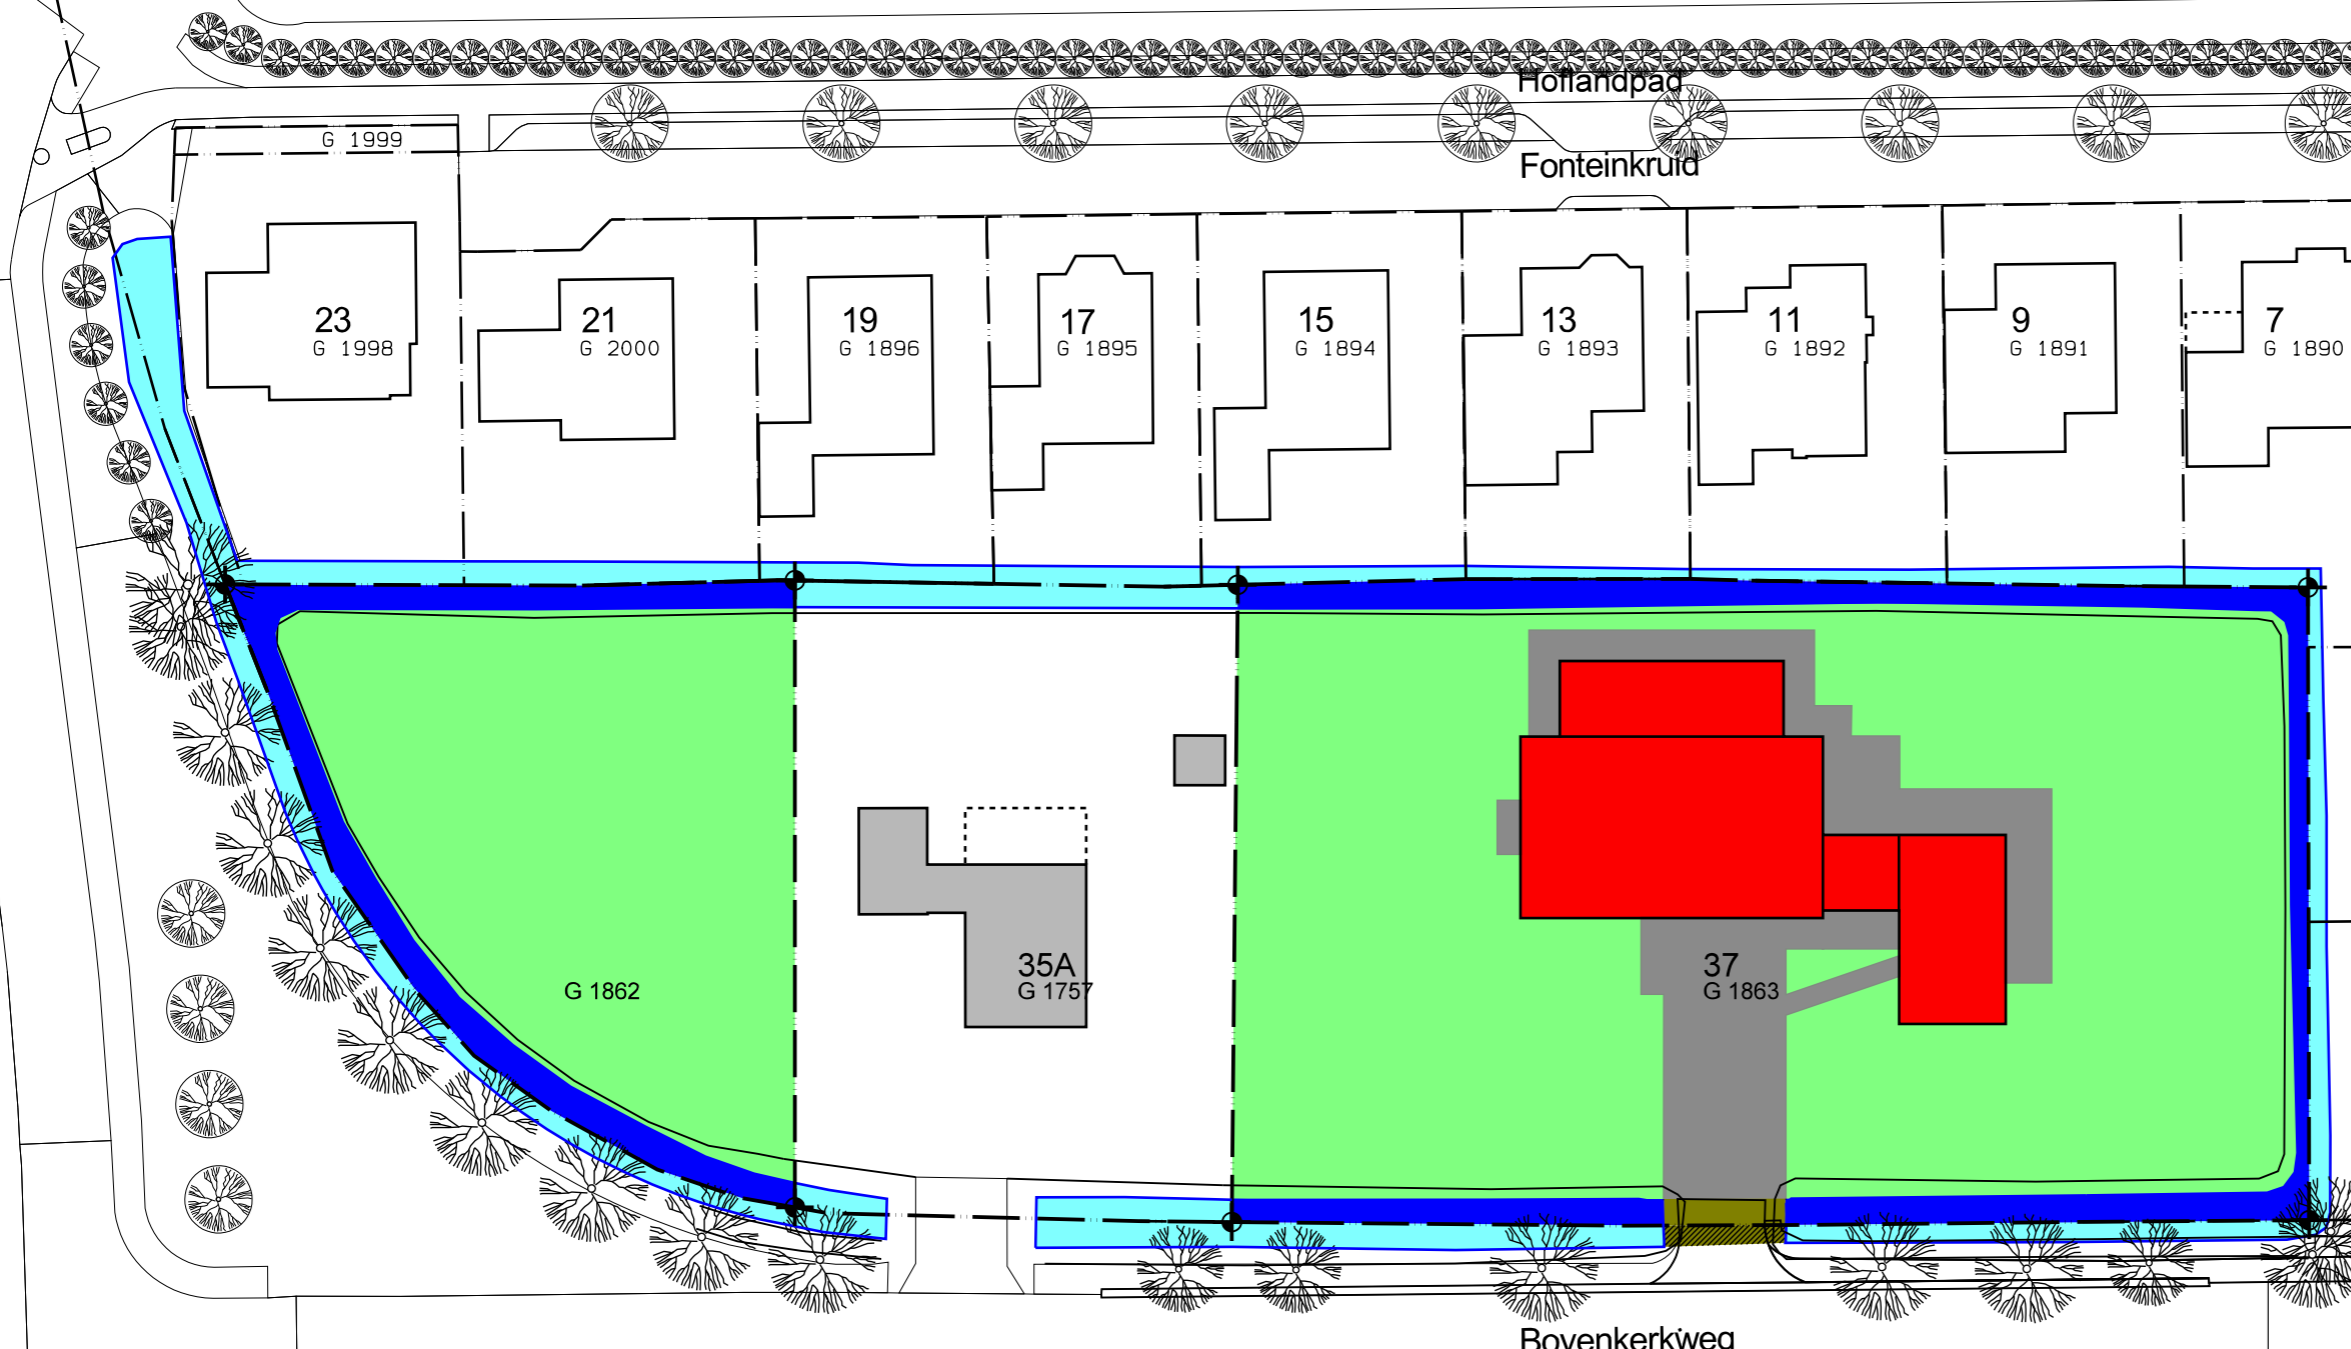 Hoflandpad
G 1999
Fonteinkruid
23
G 1998
21
G 2000
19
G 1896
17
G 1895
15
G 1894
13
G 1893
11
G 1892
9
G 1891
7
G 1890
G 1862
35A
G 1757
37
G 1863
Bovenkerkweg